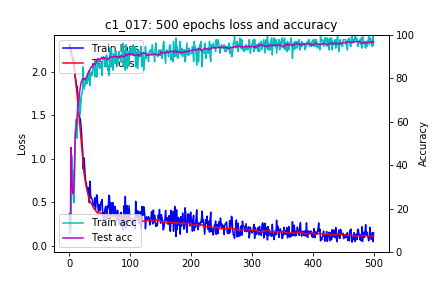 c1_017: 500 epochs loss and accuracy
Train loss
Test loss
Train acc
Test acc
Loss
2.0
1.5
1.0
0.5
0.0
Accuracy
100
80
60
40
20
0
0
100
200
300
400
500